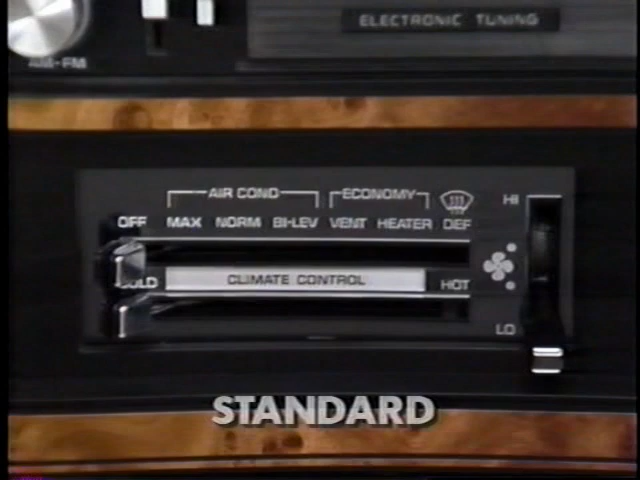 ELECTRONIC TUNING
AM-FM
AIR COND ECONOMY
OFF MAX NORM BI-LEV VENT HEATER DEF HI
COLD CLIMATE CONTROL HOT
LO
STANDARD